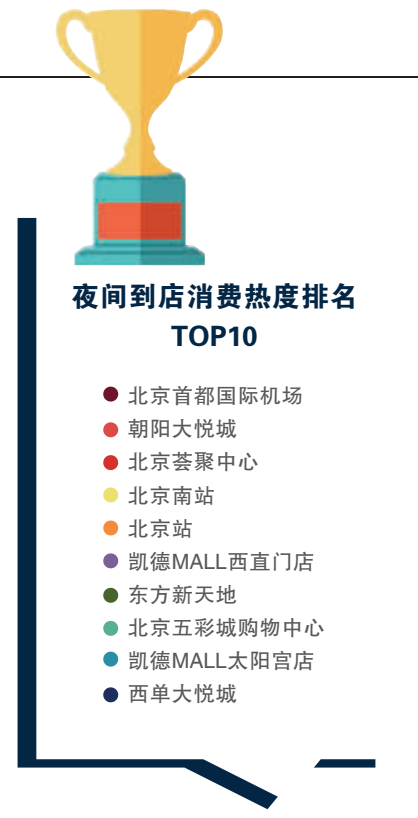 夜间到店消费热度排名
TOP10
北京首都国际机场
朝阳大悦城
北京荟聚中心
北京南站
北京站
凯德MALL西直门店
东方新天地
北京五彩城购物中心
凯德MALL太阳宫店
西单大悦城